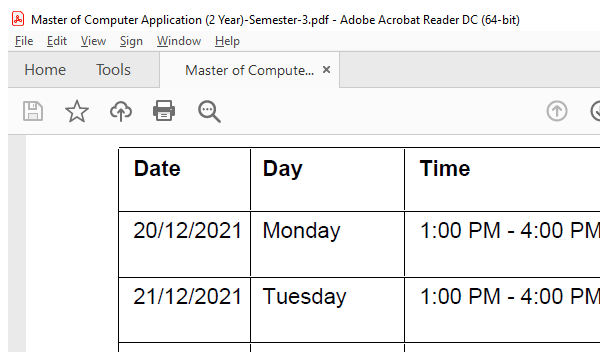 Master of Computer Application (2 Year)-Semester-3.pdf - Adobe Acrobat Reader DC (64-bit)
File Edit View Sign Window Help
Home Tools Master of Compute... ×
Date Day Time
20/12/2021 Monday 1:00 PM - 4:00 PM
21/12/2021 Tuesday 1:00 PM - 4:00 PM